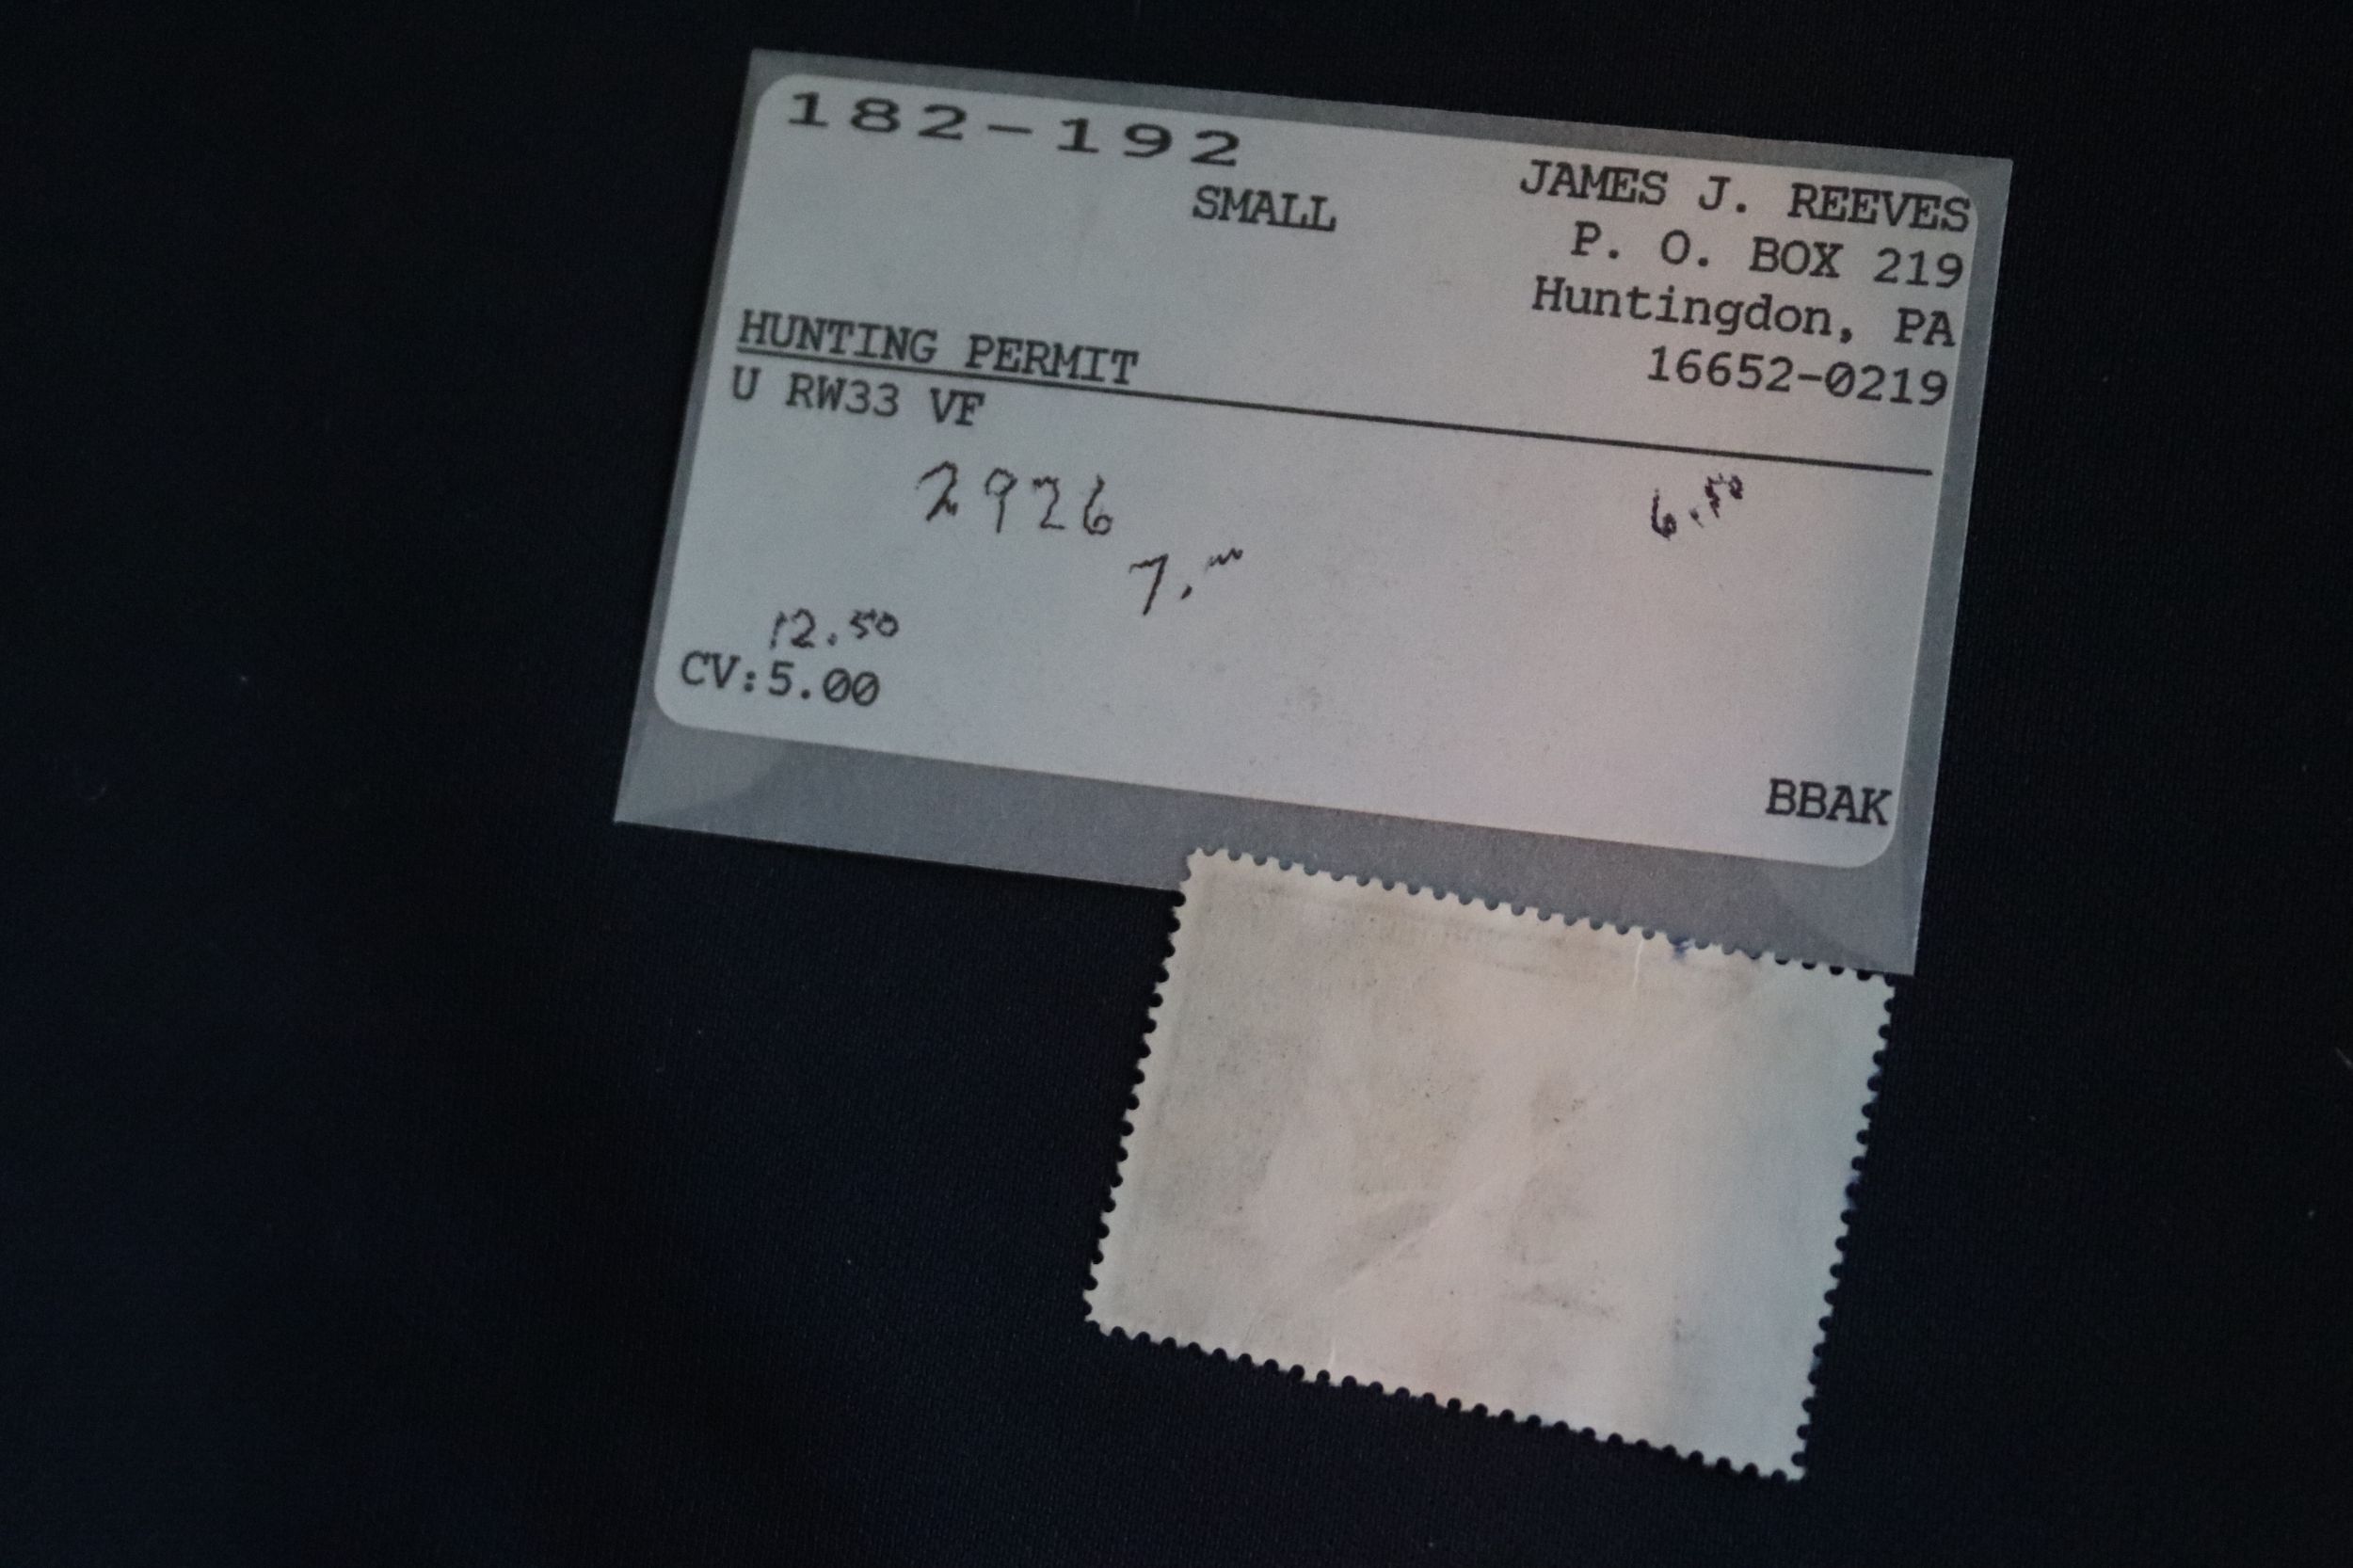 182-192
SMALL
JAMES J. REEVES
P. O. BOX 219
Huntingdon, PA
16652-0219
HUNTING PERMIT
U RW33 VF
2926
6.50
7.
12.50
CV:5.00
BBAK